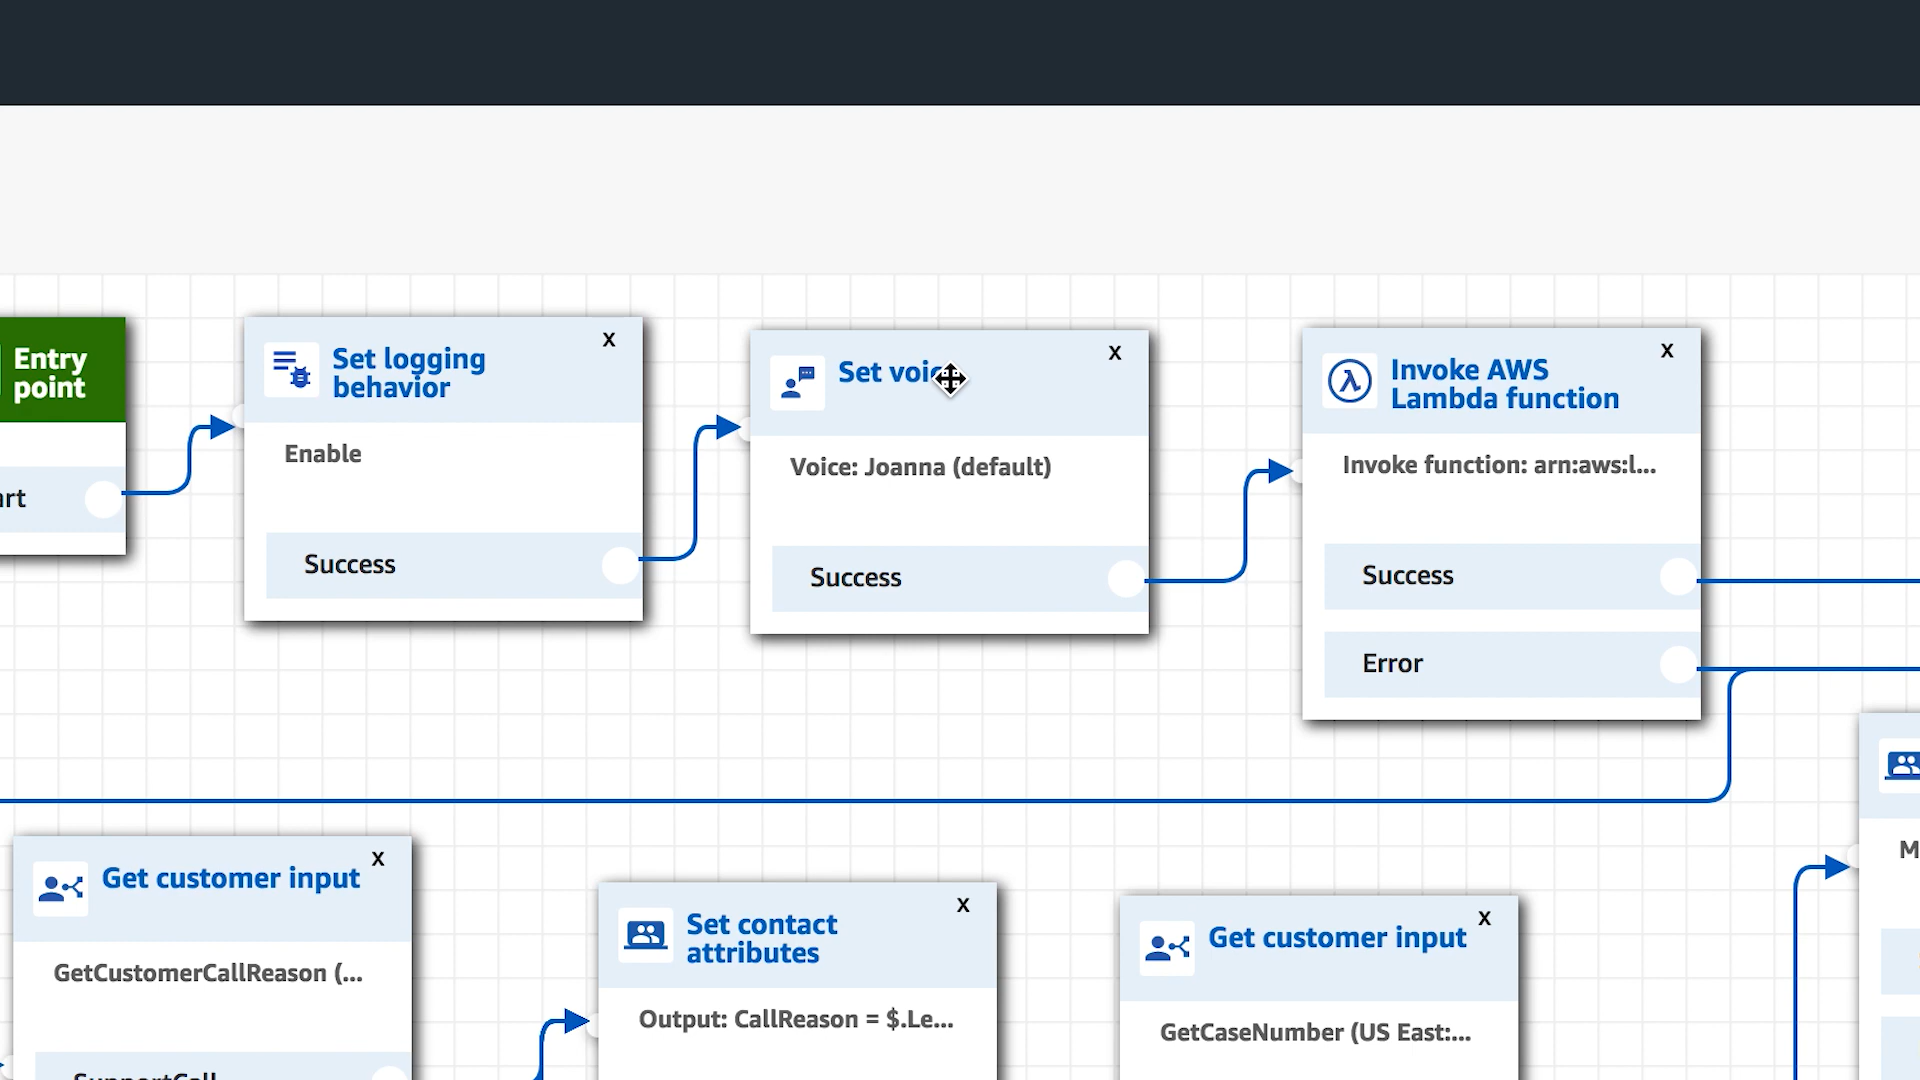 Entry
point
Set logging
behavior
X
Enable
Success
Set voice
X
Voice: Joanna (default)
Success
Invoke AWS
Lambda function
X
Invoke function: arn:aws:l...
Success
Error
Get customer input
X
GetCustomerCallReason (...
SupportCall
Set contact
attributes
X
Output: CallReason = $.Le...
Get customer input
X
GetCaseNumber (US East:...